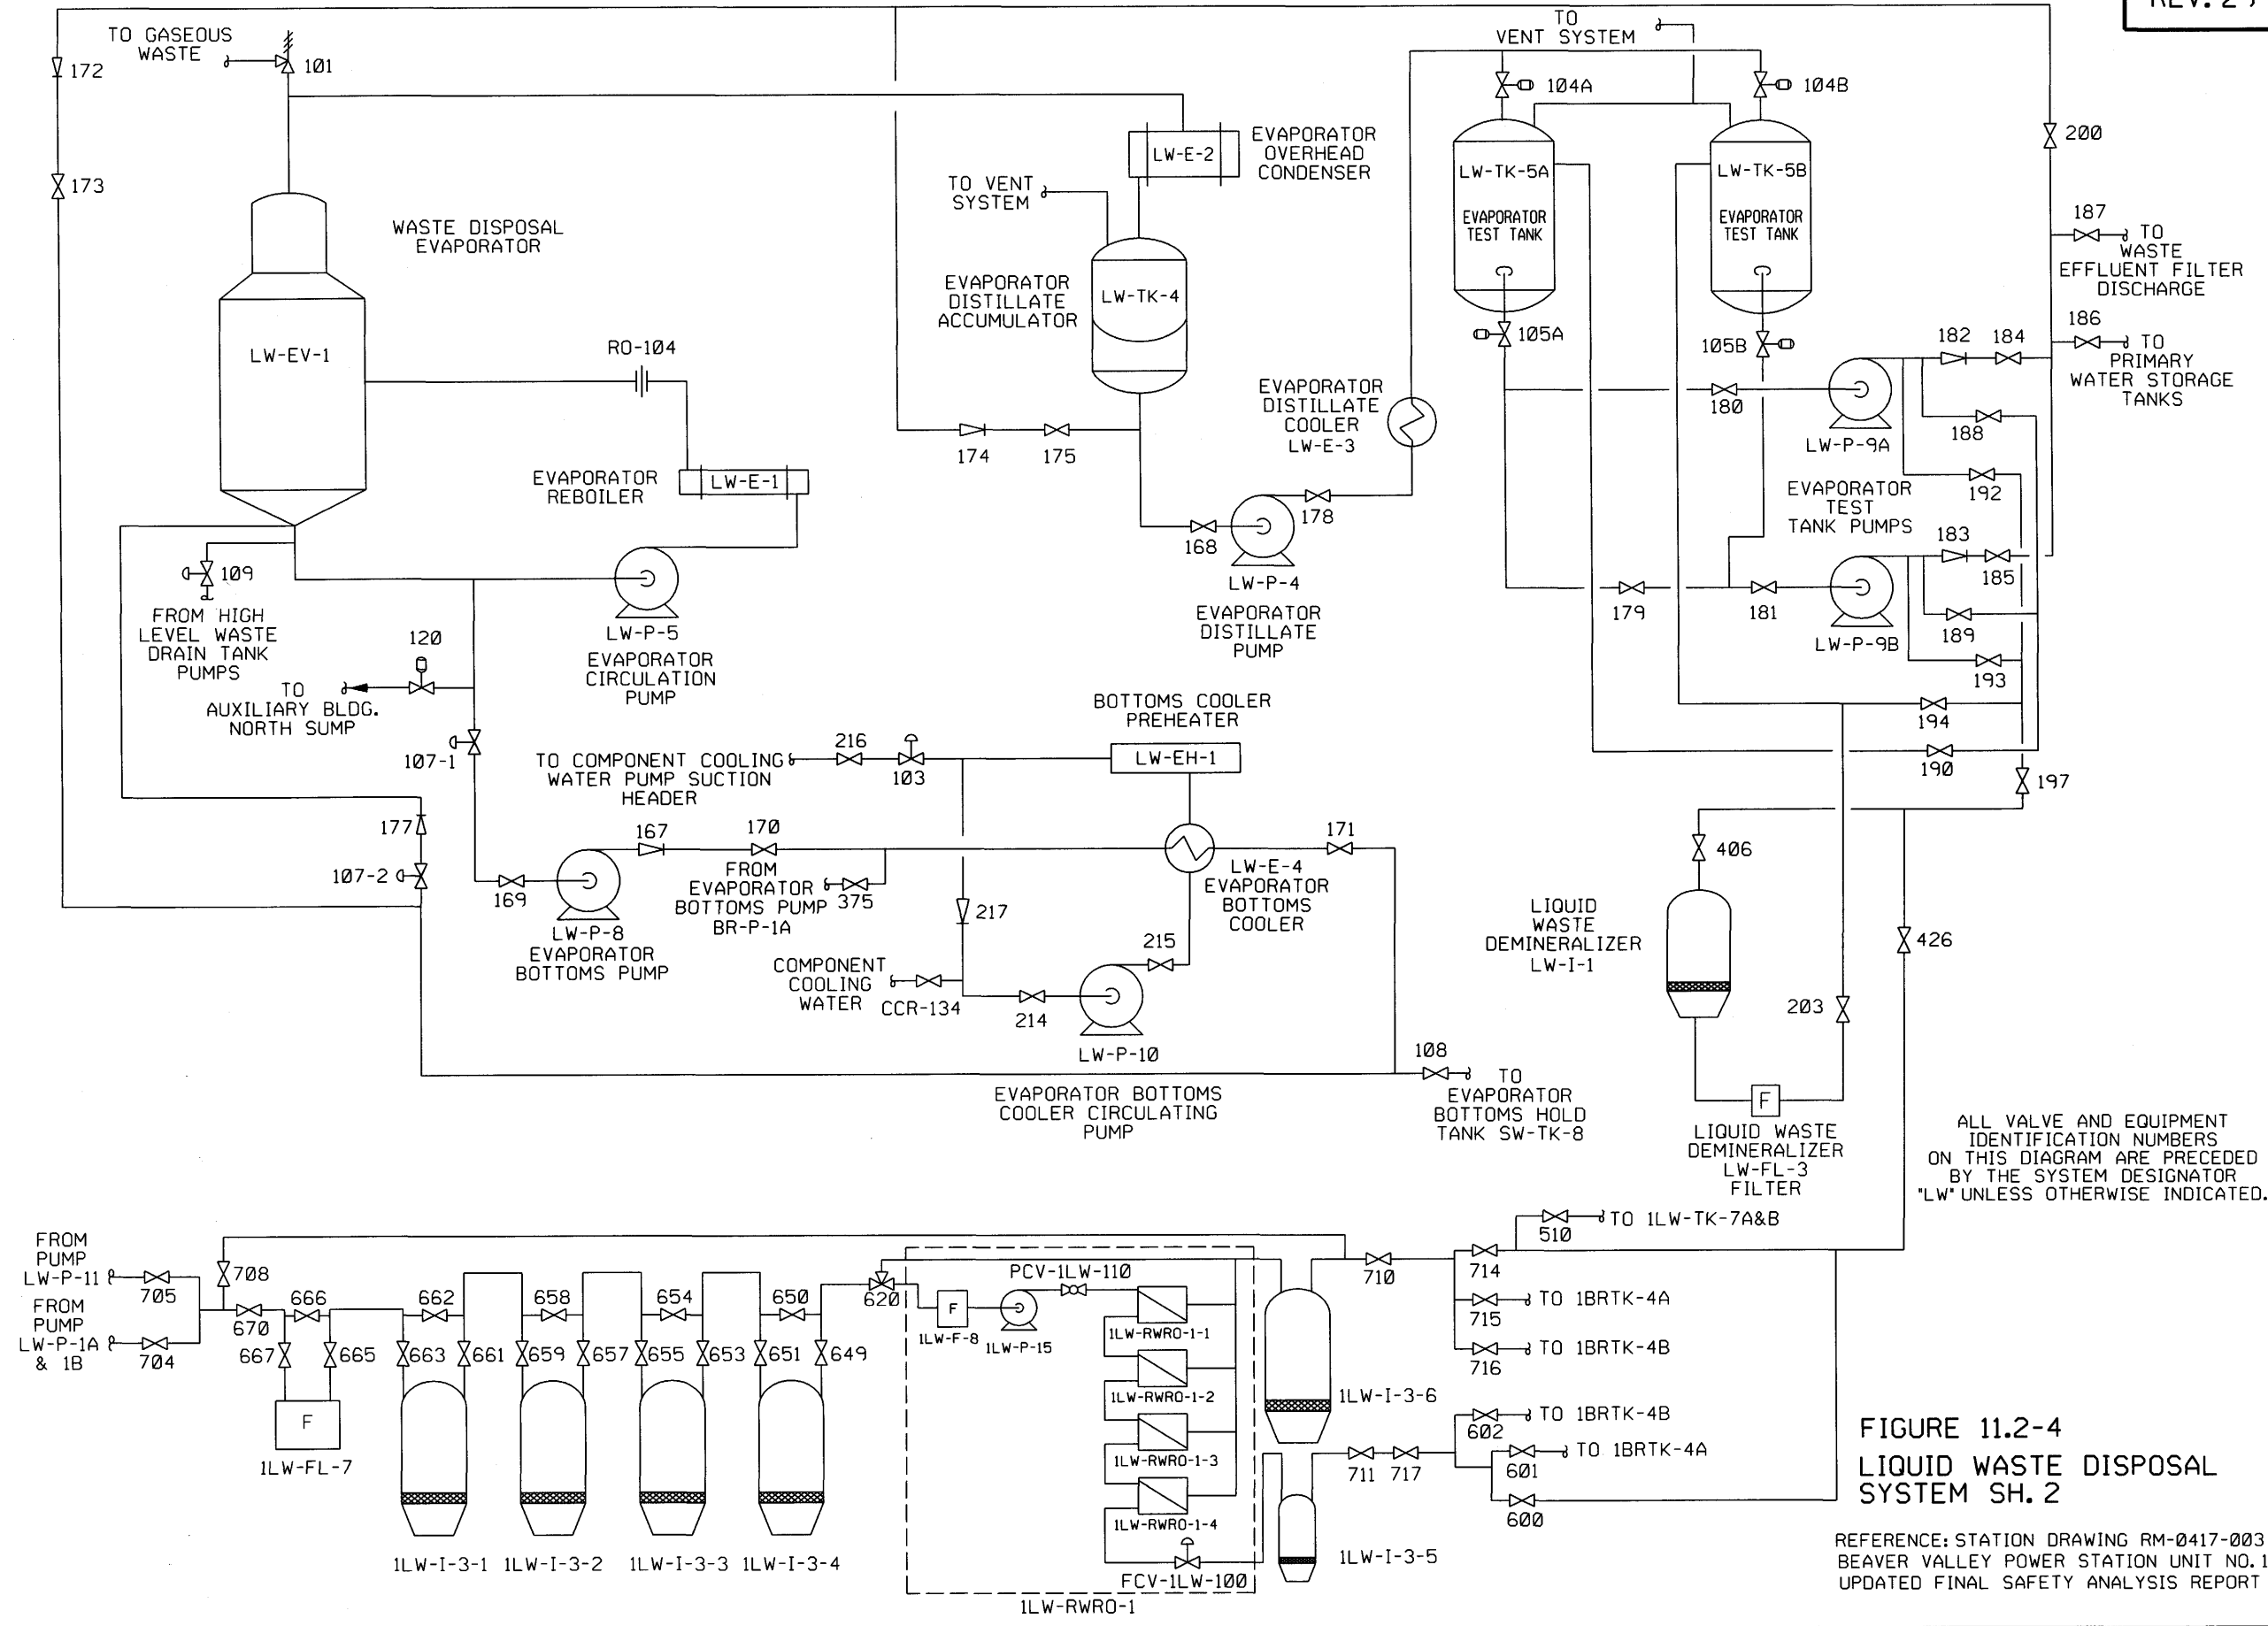 REV. 2
TO GASEOUS
WASTE
101
172
173
WASTE DISPOSAL
EVAPORATOR
LW-EV-1
RO-104
EVAPORATOR
REBOILER
LW-E-1
109
FROM HIGH
LEVEL WASTE
DRAIN TANK
PUMPS
120
TO
AUXILIARY BLDG.
NORTH SUMP
LW-P-5
EVAPORATOR
CIRCULATION
PUMP
107-1
177
107-2
169
LW-P-8
EVAPORATOR
BOTTOMS PUMP
167
170
FROM
EVAPORATOR
BOTTOMS PUMP
BR-P-1A
375
TO VENT
SYSTEM
LW-E-2
EVAPORATOR
OVERHEAD
CONDENSER
EVAPORATOR
DISTILLATE
ACCUMULATOR
LW-TK-4
174
175
168
178
LW-P-4
EVAPORATOR
DISTILLATE
PUMP
EVAPORATOR
DISTILLATE
COOLER
LW-E-3
TO
VENT SYSTEM
104A
104B
LW-TK-5A
EVAPORATOR
TEST TANK
LW-TK-5B
EVAPORATOR
TEST TANK
105A
105B
200
187
TO
WASTE
EFFLUENT FILTER
DISCHARGE
186
TO
PRIMARY
WATER STORAGE
TANKS
182
184
180
188
LW-P-9A
192
EVAPORATOR
TEST
TANK PUMPS
183
185
179
181
189
LW-P-9B
193
194
190
197
BOTTOMS COOLER
PREHEATER
LW-EH-1
TO COMPONENT COOLING
WATER PUMP SUCTION
HEADER
216
103
171
LW-E-4
EVAPORATOR
BOTTOMS
COOLER
217
215
COMPONENT
COOLING
WATER
CCR-134
214
LW-P-10
EVAPORATOR BOTTOMS
COOLER CIRCULATING
PUMP
108
TO
EVAPORATOR
BOTTOMS HOLD
TANK SW-TK-8
406
LIQUID
WASTE
DEMINERALIZER
LW-I-1
426
203
F
LIQUID WASTE
DEMINERALIZER
LW-FL-3
FILTER
ALL VALVE AND EQUIPMENT
IDENTIFICATION NUMBERS
ON THIS DIAGRAM ARE PRECEDED
BY THE SYSTEM DESIGNATOR
"LW" UNLESS OTHERWISE INDICATED.
FROM
PUMP
LW-P-11
705
FROM
PUMP
LW-P-1A
& 1B
704
708
670
666
667
665
F
1LW-FL-7
662
663
661
658
659
657
654
655
653
650
651
649
1LW-I-3-1
1LW-I-3-2
1LW-I-3-3
1LW-I-3-4
620
F
1LW-F-8
1LW-P-15
PCV-1LW-110
1LW-RWRO-1-1
1LW-RWRO-1-2
1LW-RWRO-1-3
1LW-RWRO-1-4
FCV-1LW-100
1LW-RWRO-1
1LW-I-3-6
1LW-I-3-5
710
714
510
TO 1LW-TK-7A&B
715
TO 1BRTK-4A
716
TO 1BRTK-4B
711
717
602
TO 1BRTK-4B
601
TO 1BRTK-4A
600
FIGURE 11.2-4
LIQUID WASTE DISPOSAL
SYSTEM SH. 2
REFERENCE: STATION DRAWING RM-0417-003
BEAVER VALLEY POWER STATION UNIT NO. 1
UPDATED FINAL SAFETY ANALYSIS REPORT